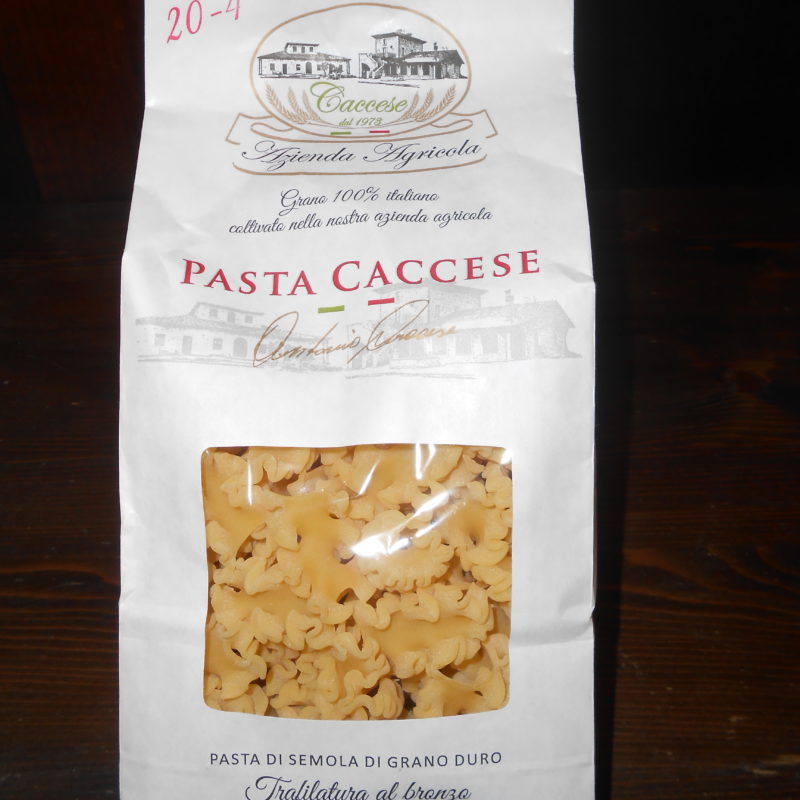 20-4
Caccese
dal 1973
Azienda Agricola
Grano 100% italiano
coltivato nella nostra azienda agricola
PASTA CACCESE
PASTA DI SEMOLA DI GRANO DURO
Trafilatura al bronzo